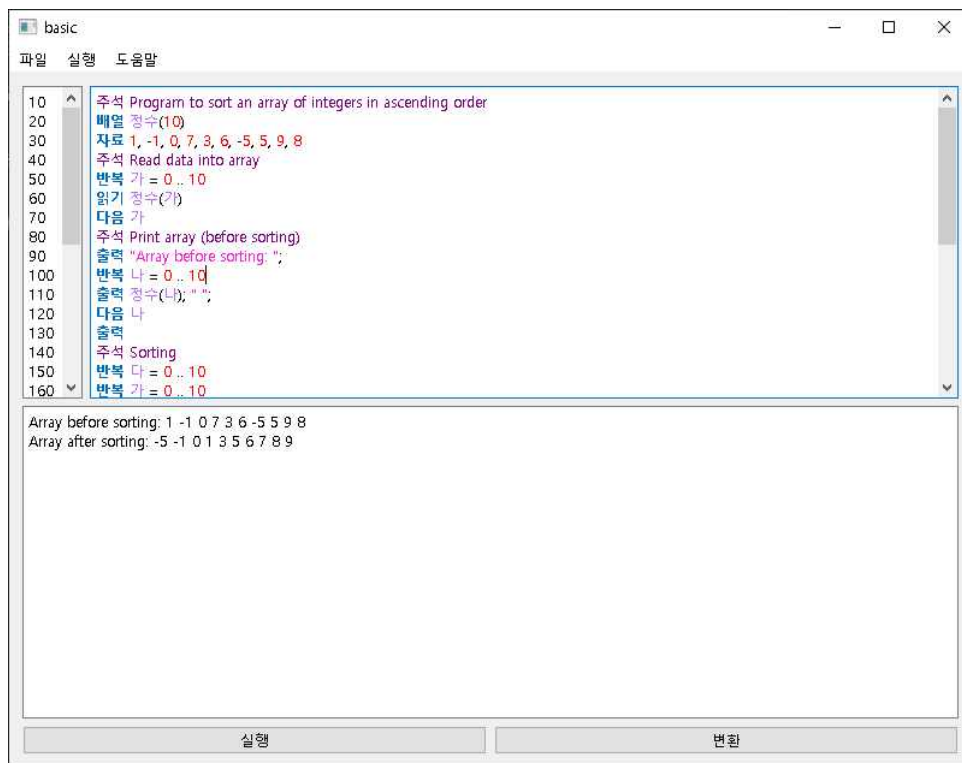 basic
파일 실행 도움말
10 주석 Program to sort an array of integers in ascending order
20 배열 정수(10)
30 자료 1, -1, 0, 7, 3, 6, -5, 5, 9, 8
40 주석 Read data into array
50 반복 가 = 0 .. 10
60 읽기 정수(가)
70 다음 가
80 주석 Print array (before sorting)
90 출력 "Array before sorting: ";
100 반복 나 = 0 .. 10
110 출력 정수(나); " ";
120 다음 나
130 출력
140 주석 Sorting
150 반복 다 = 0 .. 10
160 반복 가 = 0 .. 10
Array before sorting: 1 -1 0 7 3 6 -5 5 9 8
Array after sorting: -5 -1 0 1 3 5 6 7 8 9
실행 변환